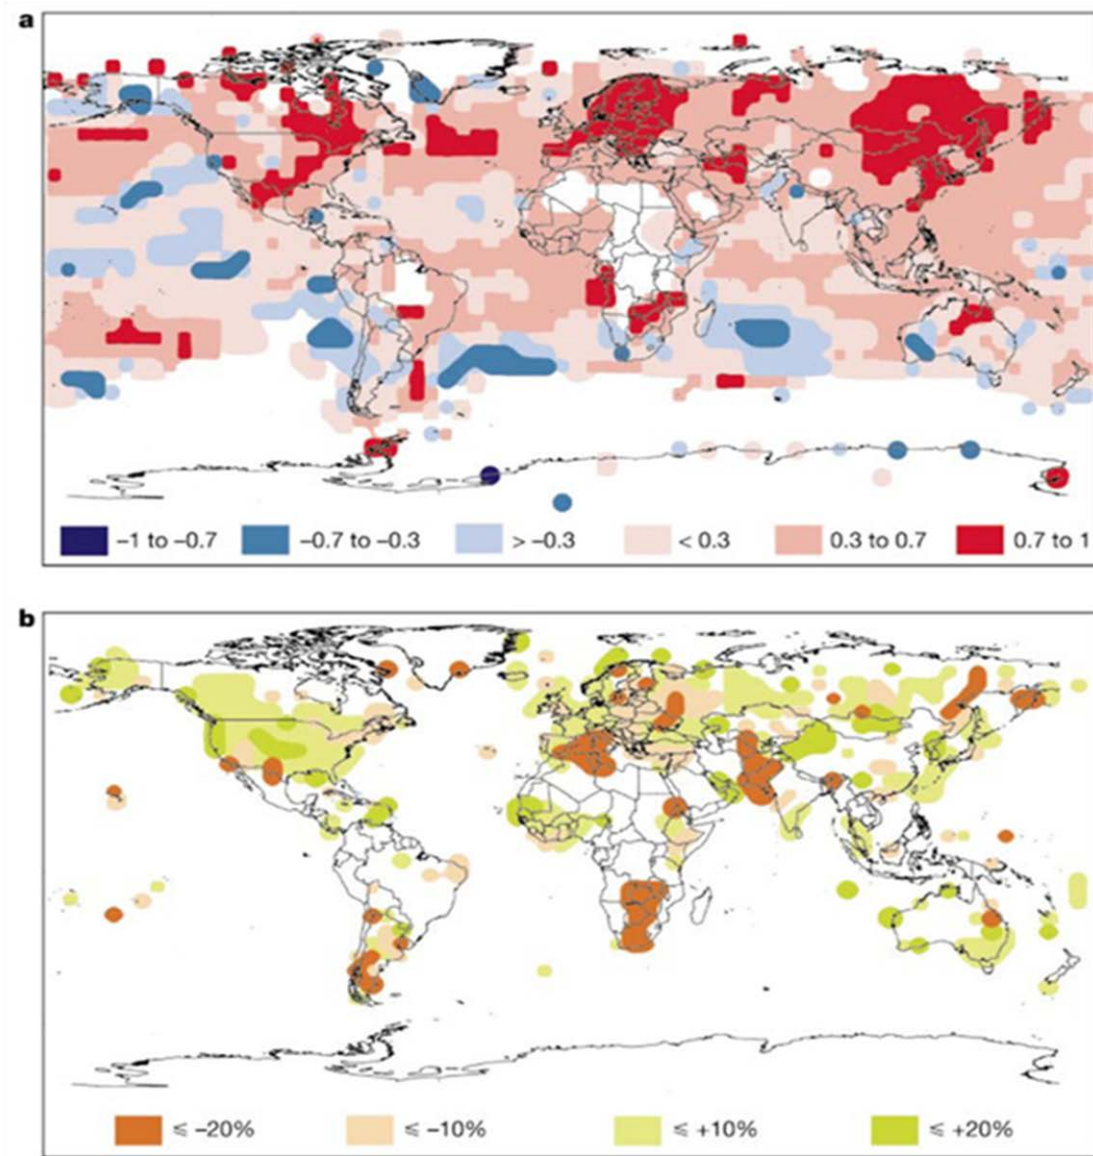 a
−1 to −0.7 −0.7 to −0.3 > −0.3 < 0.3 0.3 to 0.7 0.7 to 1
b
⩽ −20% ⩽ −10% ⩽ +10% ⩽ +20%